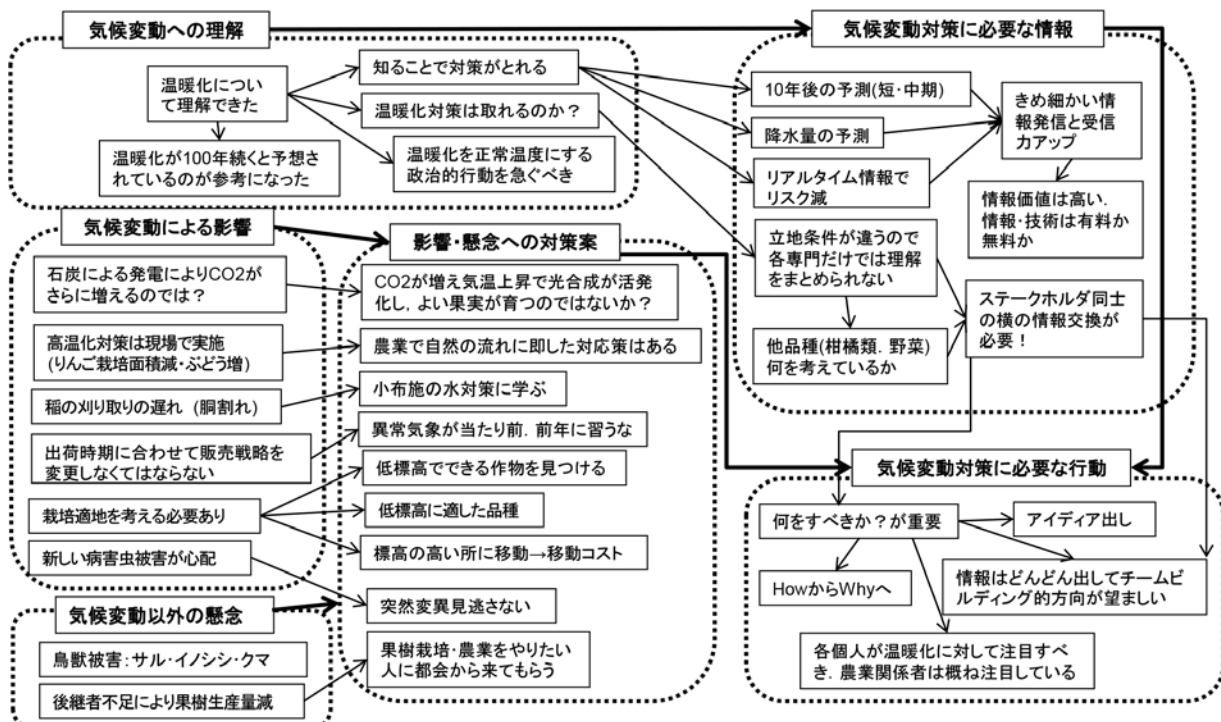 気候変動への理解
温暖化につい
て理解できた
知ることで対策がとれる
温暖化対策は取れるのか？
温暖化が100年続くと予想さ
れているのが参考になった
温暖化を正常温度にする
政治的行動を急ぐべき
気候変動対策に必要な情報
10年後の予測(短・中期)
降水量の予測
リアルタイム情報で
リスク減
きめ細かい情
報発信と受信
力アップ
情報価値は高い．
情報・技術は有料か
無料か
立地条件が違うので
各専門だけでは理解
をまとめられない
他品種(柑橘類．野菜)
何を考えているか
ステークホルダ同士
の横の情報交換が
必要！
気候変動による影響
石炭による発電によりCO2が
さらに増えるのでは？
高温化対策は現場で実施
(りんご栽培面積減・ぶどう増)
稲の刈り取りの遅れ (胴割れ)
出荷時期に合わせて販売戦略を
変更しなくてはならない
栽培適地を考える必要あり
新しい病害虫被害が心配
影響・懸念への対策案
CO2が増え気温上昇で光合成が活発
化し，よい果実が育つのではないか？
農業で自然の流れに即した対応策はある
小布施の水対策に学ぶ
異常気象が当たり前．前年に習うな
低標高でできる作物を見つける
低標高に適した品種
標高の高い所に移動→移動コスト
突然変異見逃さない
果樹栽培・農業をやりたい
人に都会から来てもらう
気候変動以外の懸念
鳥獣被害：サル・イノシシ・クマ
後継者不足により果樹生産量減
気候変動対策に必要な行動
何をすべきか？が重要
アイディア出し
HowからWhyへ
情報はどんどん出してチームビ
ルディング的方向が望ましい
各個人が温暖化に対して注目すべ
き．農業関係者は概ね注目している